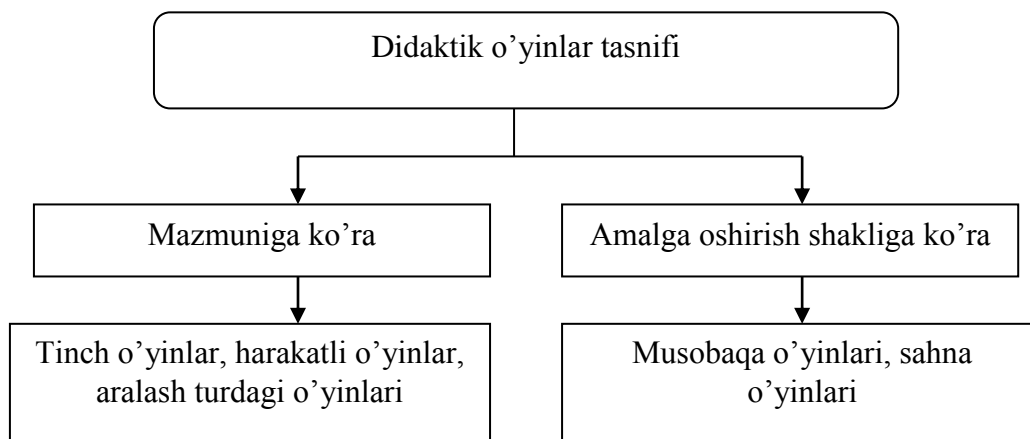 Didaktik o’yinlar tasnifi
Mazmuniga ko’ra
Amalga oshirish shakliga ko’ra
Tinch o’yinlar, harakatli o’yinlar,
aralash turdagi o’yinlari
Musobaqa o’yinlari, sahna
o’yinlari